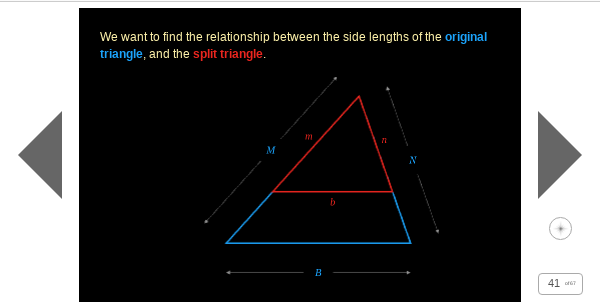 We want to find the relationship between the side lengths of the original
triangle, and the split triangle.
m
n
M
N
b
B
41 of 67